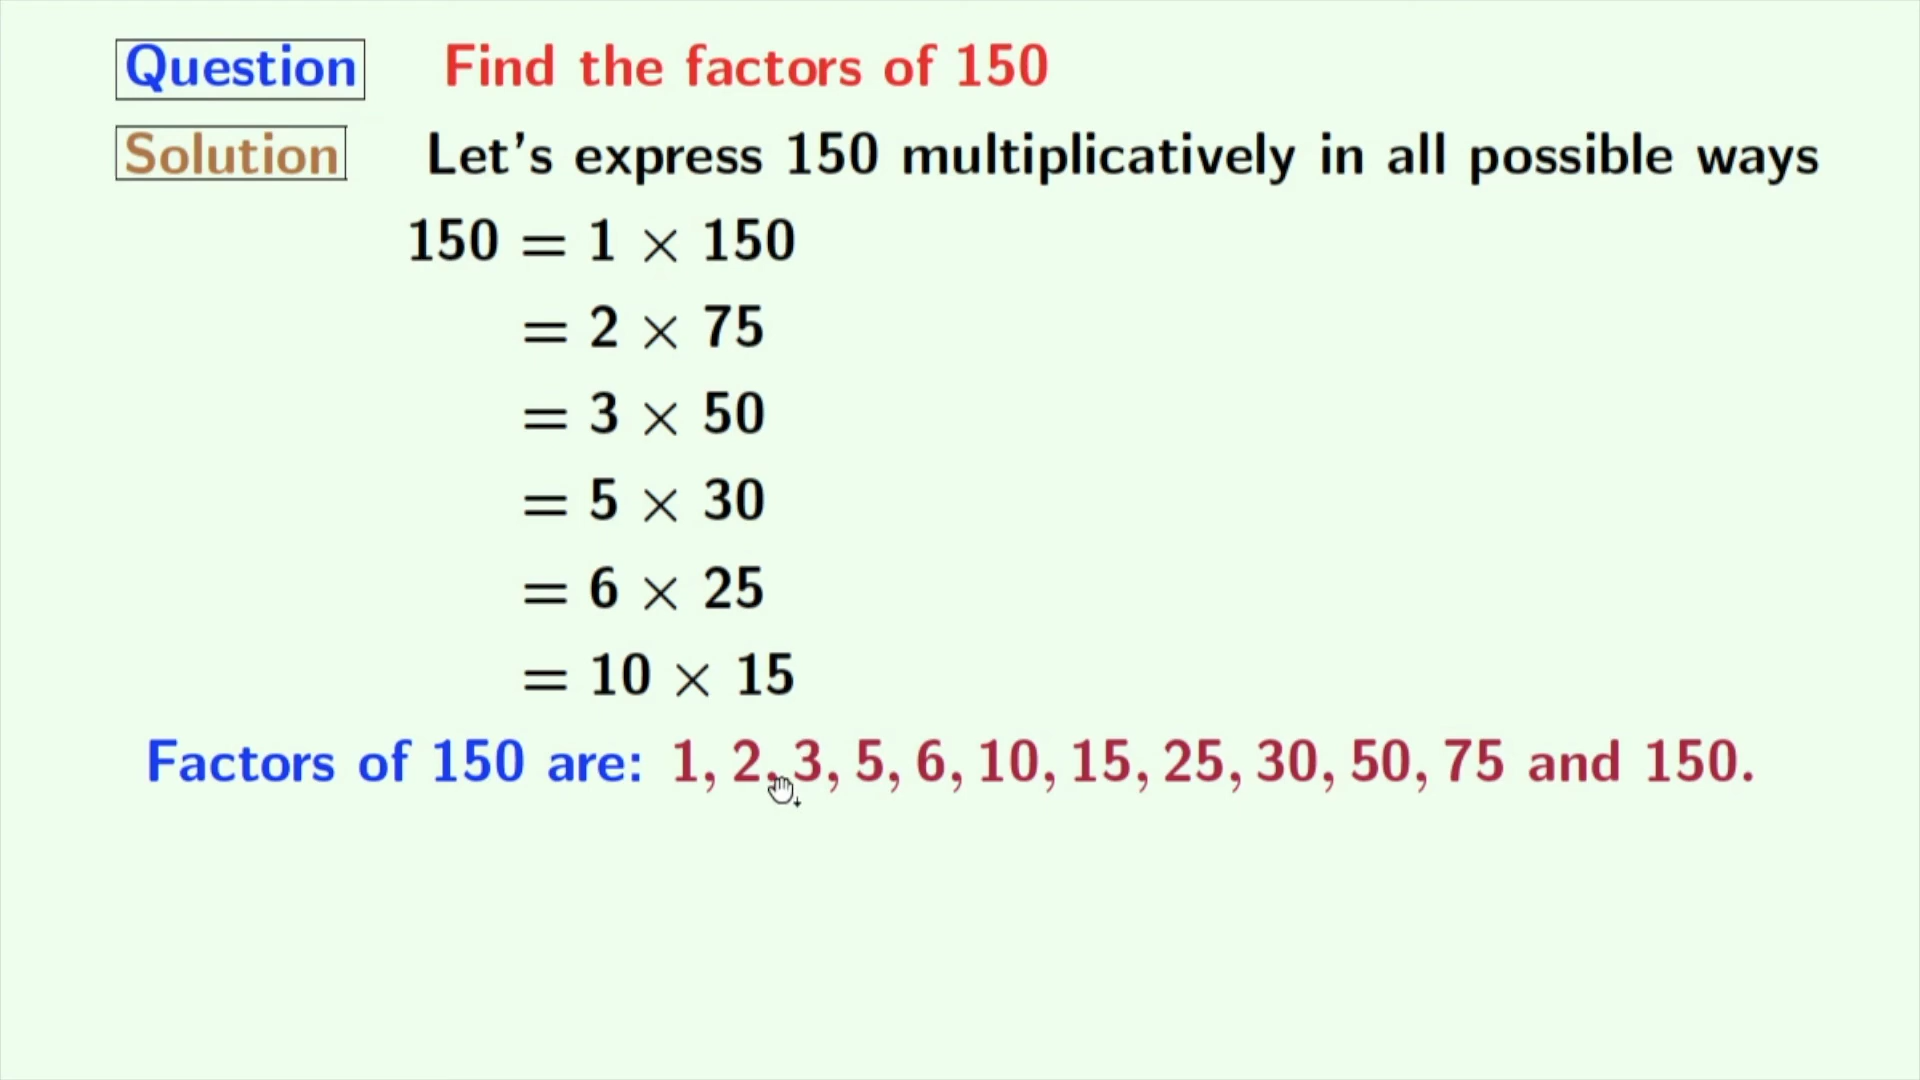 Question Find the factors of 150
Solution Let's express 150 multiplicatively in all possible ways
150 = 1 × 150
= 2 × 75
= 3 × 50
= 5 × 30
= 6 × 25
= 10 × 15
Factors of 150 are: 1, 2, 3, 5, 6, 10, 15, 25, 30, 50, 75 and 150.